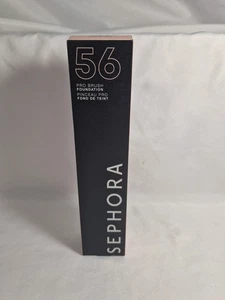 56
PRO BRUSH
FOUNDATION
PINCEAU PRO
FOND DE TEINT
SEPHORA